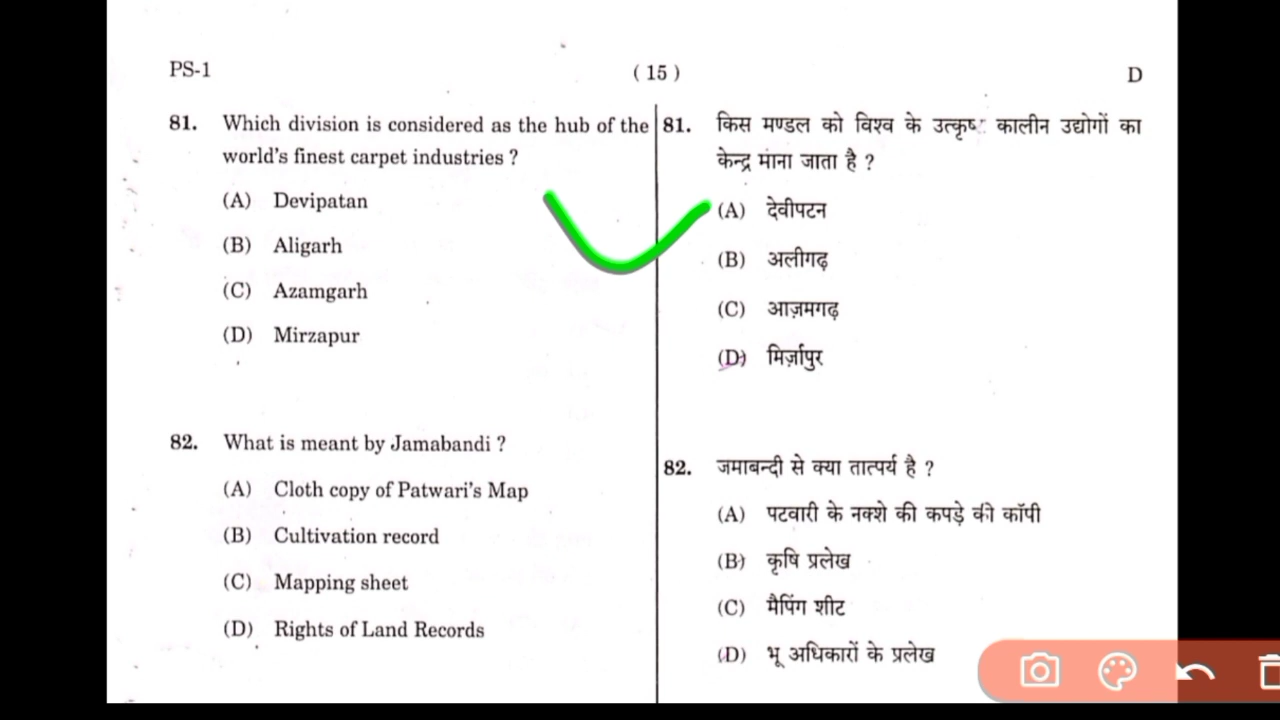 PS-1
( 15 )
D
81. Which division is considered as the hub of the
world's finest carpet industries ?
(A) Devipatan
(B) Aligarh
(C) Azamgarh
(D) Mirzapur
82. What is meant by Jamabandi ?
(A) Cloth copy of Patwari's Map
(B) Cultivation record
(C) Mapping sheet
(D) Rights of Land Records
81. किस मण्डल को विश्व के उत्कृष्ट कालीन उद्योगों का
केन्द्र माना जाता है ?
(A) देवीपटन
(B) अलीगढ़
(C) आज़मगढ़
(D) मिर्ज़ापुर
82. जमाबन्दी से क्या तात्पर्य है ?
(A) पटवारी के नक्शे की कपड़े की कॉपी
(B) कृषि प्रलेख
(C) मैपिंग शीट
(D) भू अधिकारों के प्रलेख